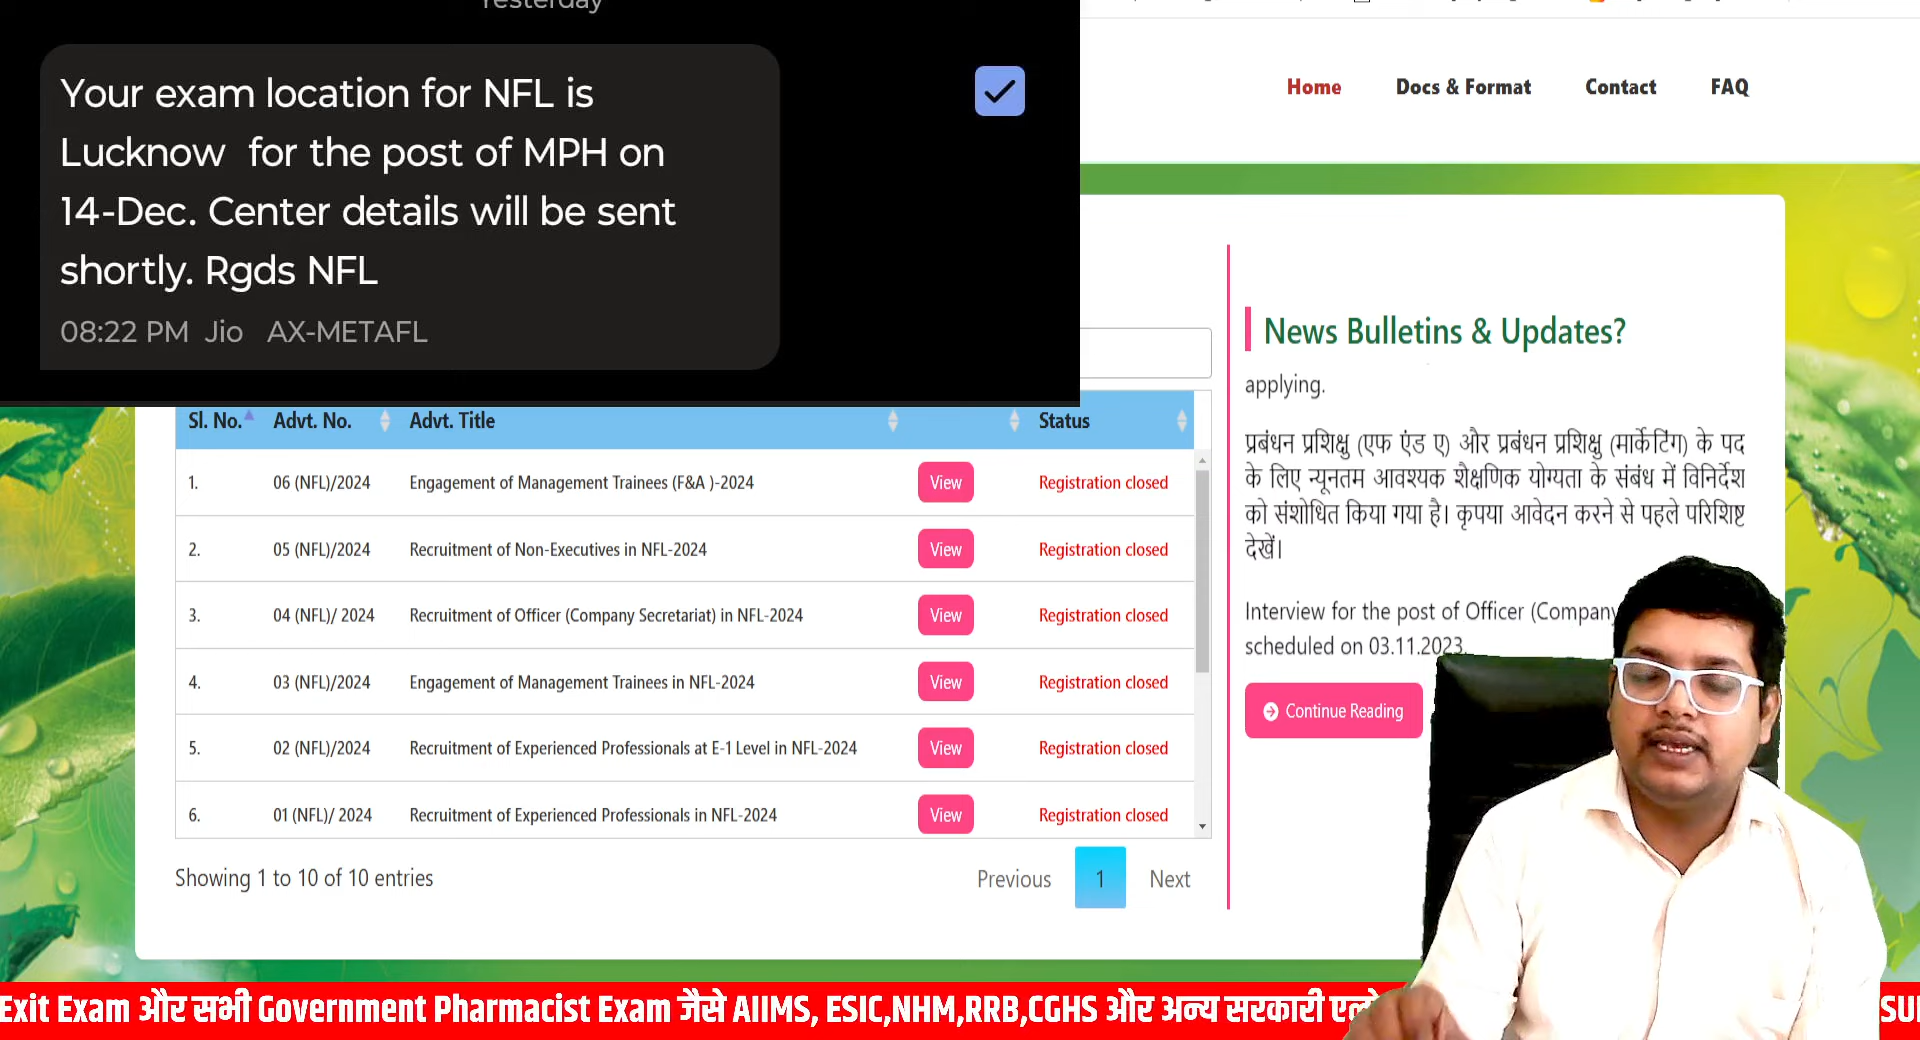 Yesterday
Your exam location for NFL is
Lucknow for the post of MPH on
14-Dec. Center details will be sent
shortly. Rgds NFL
08:22 PM Jio AX-METAFL
Home Docs & Format Contact FAQ
Sl. No. Advt. No. Advt. Title Status
1. 06 (NFL)/2024 Engagement of Management Trainees (F&A )-2024 View Registration closed
2. 05 (NFL)/2024 Recruitment of Non-Executives in NFL-2024 View Registration closed
3. 04 (NFL)/ 2024 Recruitment of Officer (Company Secretariat) in NFL-2024 View Registration closed
4. 03 (NFL)/2024 Engagement of Management Trainees in NFL-2024 View Registration closed
5. 02 (NFL)/2024 Recruitment of Experienced Professionals at E-1 Level in NFL-2024 View Registration closed
6. 01 (NFL)/ 2024 Recruitment of Experienced Professionals in NFL-2024 View Registration closed
Showing 1 to 10 of 10 entries
Previous 1 Next
News Bulletins & Updates?
applying.
प्रबंधन प्रशिक्षु (एफ एंड ए) और प्रबंधन प्रशिक्षु (मार्केटिंग) के पद
के लिए न्यूनतम आवश्यक शैक्षणिक योग्यता के संबंध में विनिर्देश
को संशोधित किया गया है। कृपया आवेदन करने से पहले परिशिष्ट
देखें।
Interview for the post of Officer (Company
scheduled on 03.11.2023.
Continue Reading
Exit Exam और सभी Government Pharmacist Exam जैसे AIIMS, ESIC,NHM,RRB,CGHS और अन्य सरकारी